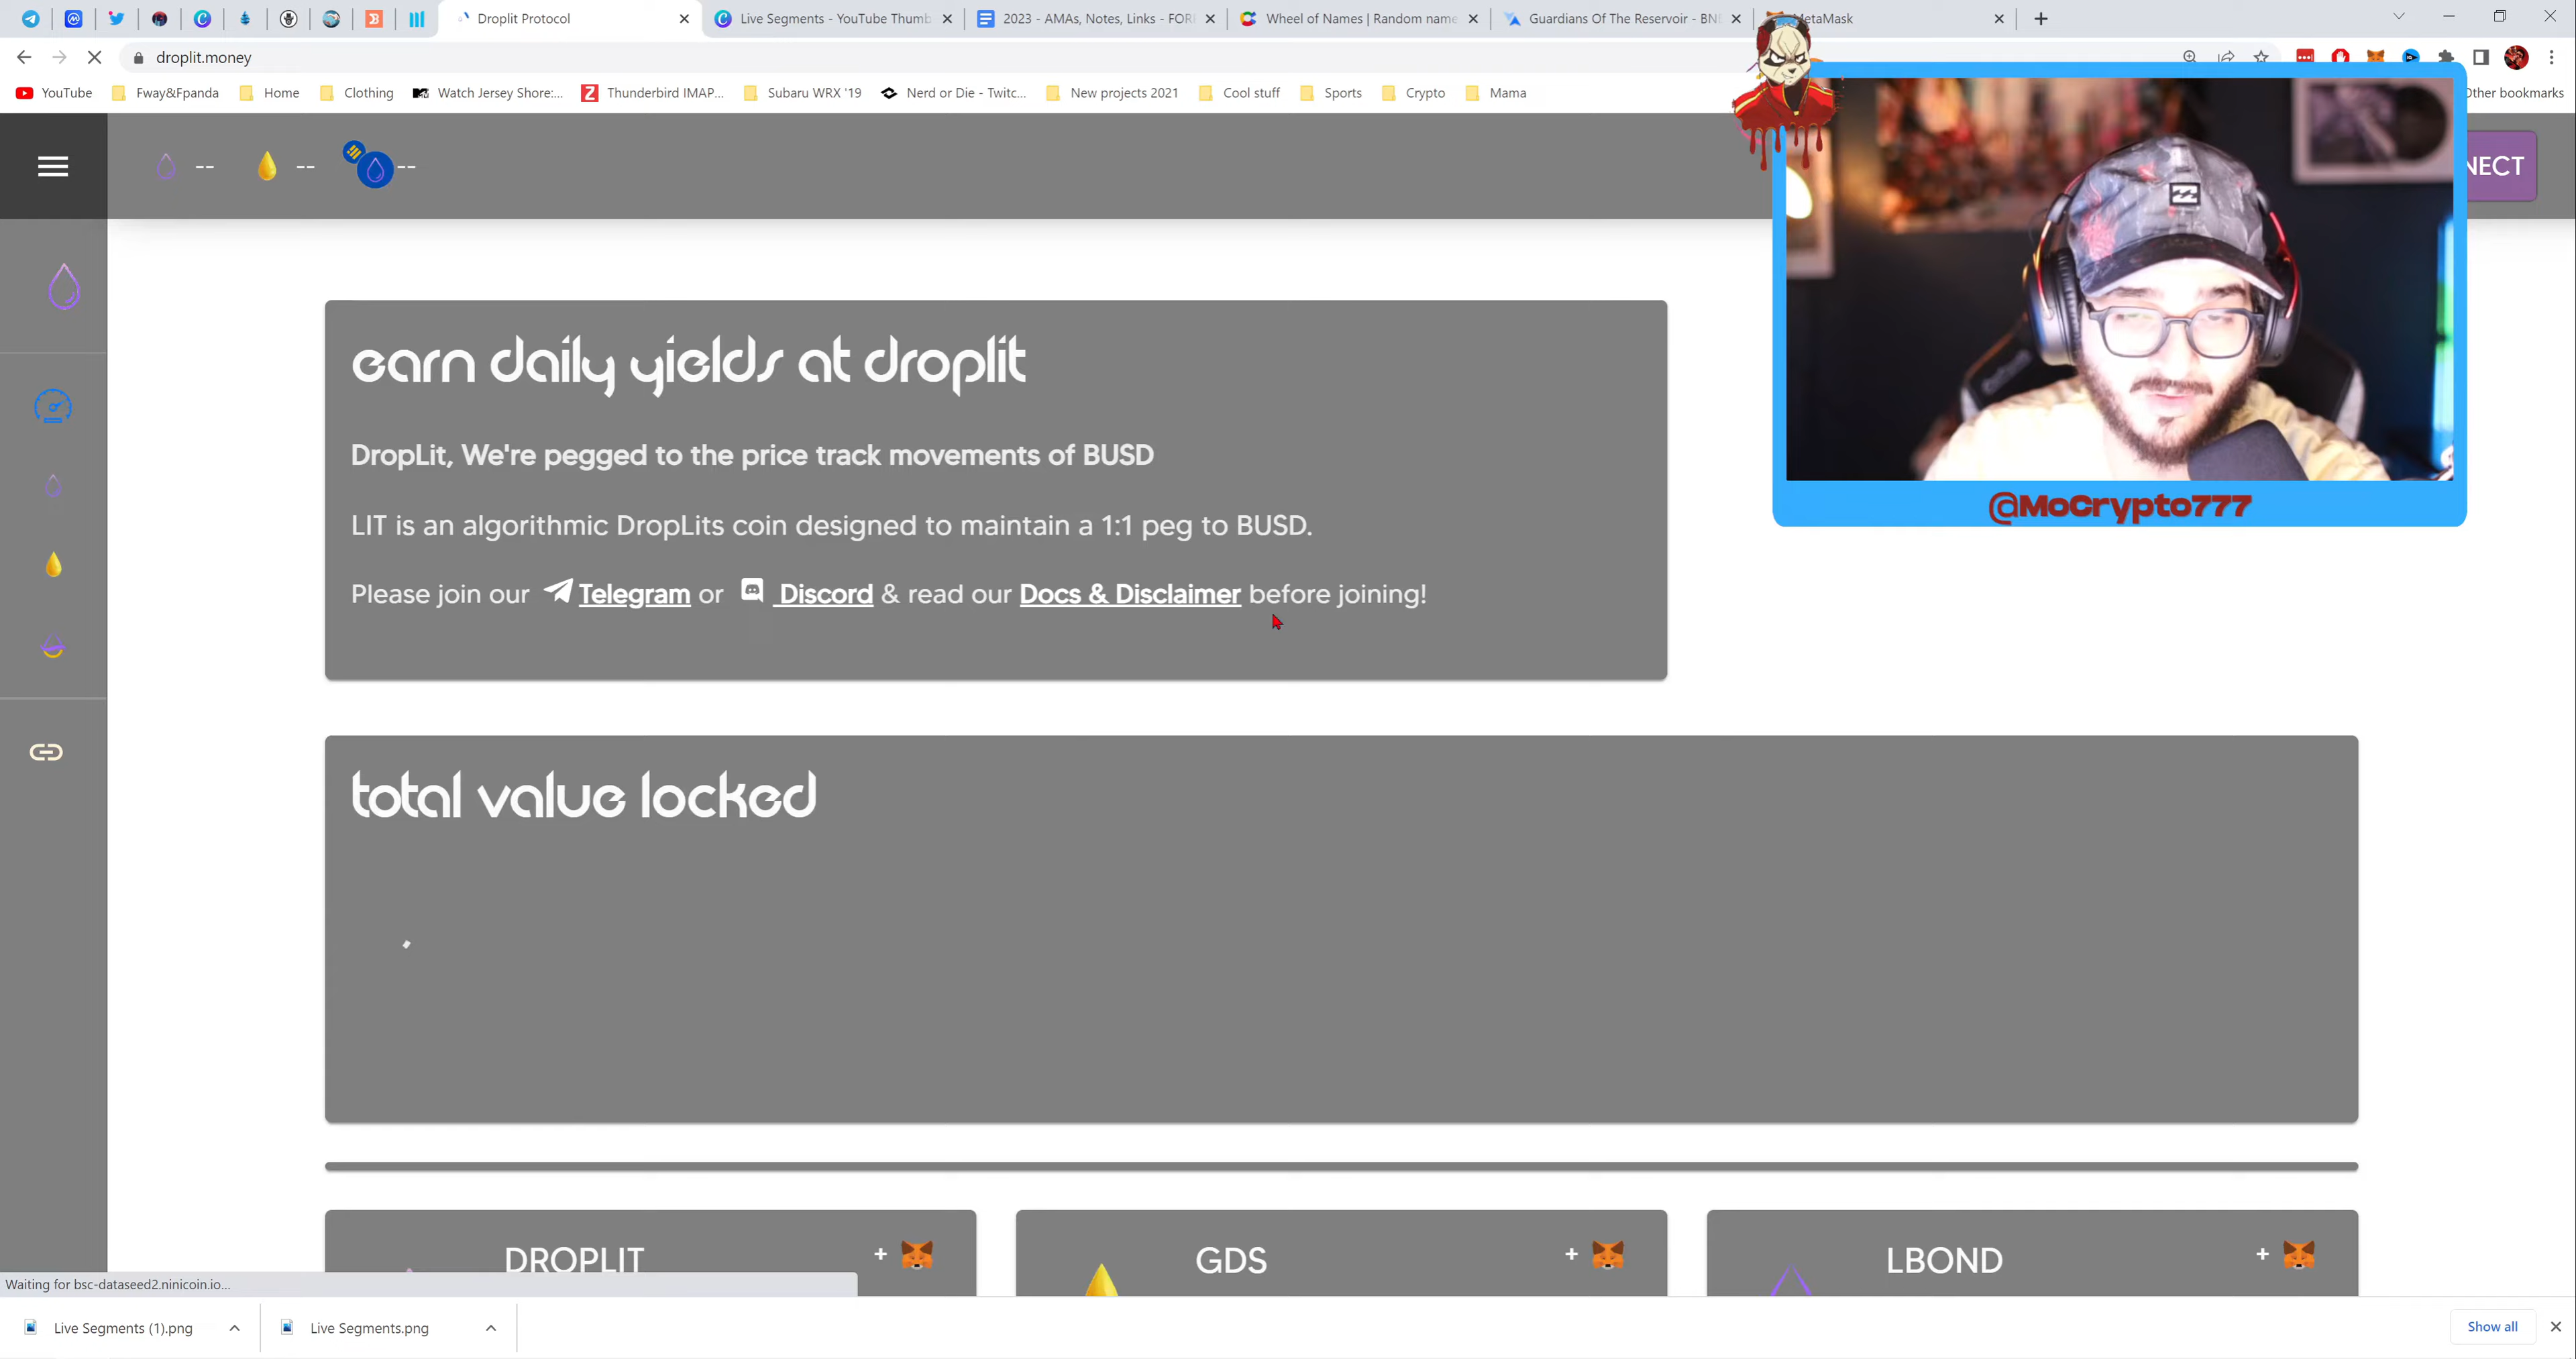 Droplit Protocol
Live Segments - YouTube Thumb
2023 - AMAs, Notes, Links - FOR
Wheel of Names | Random name
Guardians Of The Reservoir - BN
MetaMask
droplit.money
YouTube
Fway&Fpanda
Home
Clothing
Watch Jersey Shore:...
Thunderbird IMAP...
Subaru WRX '19
Nerd or Die - Twitc...
New projects 2021
Cool stuff
Sports
Crypto
Mama
Other bookmarks
--
--
--
NECT
earn daily yields at droplit
DropLit, We're pegged to the price track movements of BUSD
LIT is an algorithmic DropLits coin designed to maintain a 1:1 peg to BUSD.
Please join our Telegram or Discord & read our Docs & Disclaimer before joining!
@MoCrypto777
total value locked
DROPLIT
+
GDS
+
LBOND
+
Waiting for bsc-dataseed2.ninicoin.io...
Live Segments (1).png
Live Segments.png
Show all